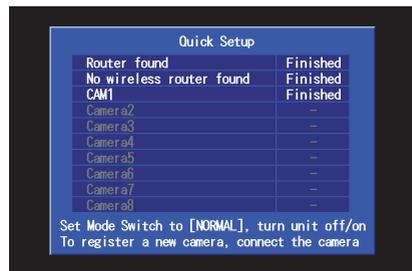 Quick Setup
Router found Finished
No wireless router found Finished
CAM1 Finished
Camera2 –
Camera3 –
Camera4 –
Camera5 –
Camera6 –
Camera7 –
Camera8 –
Set Mode Switch to [NORMAL], turn unit off/on
To register a new camera, connect the camera